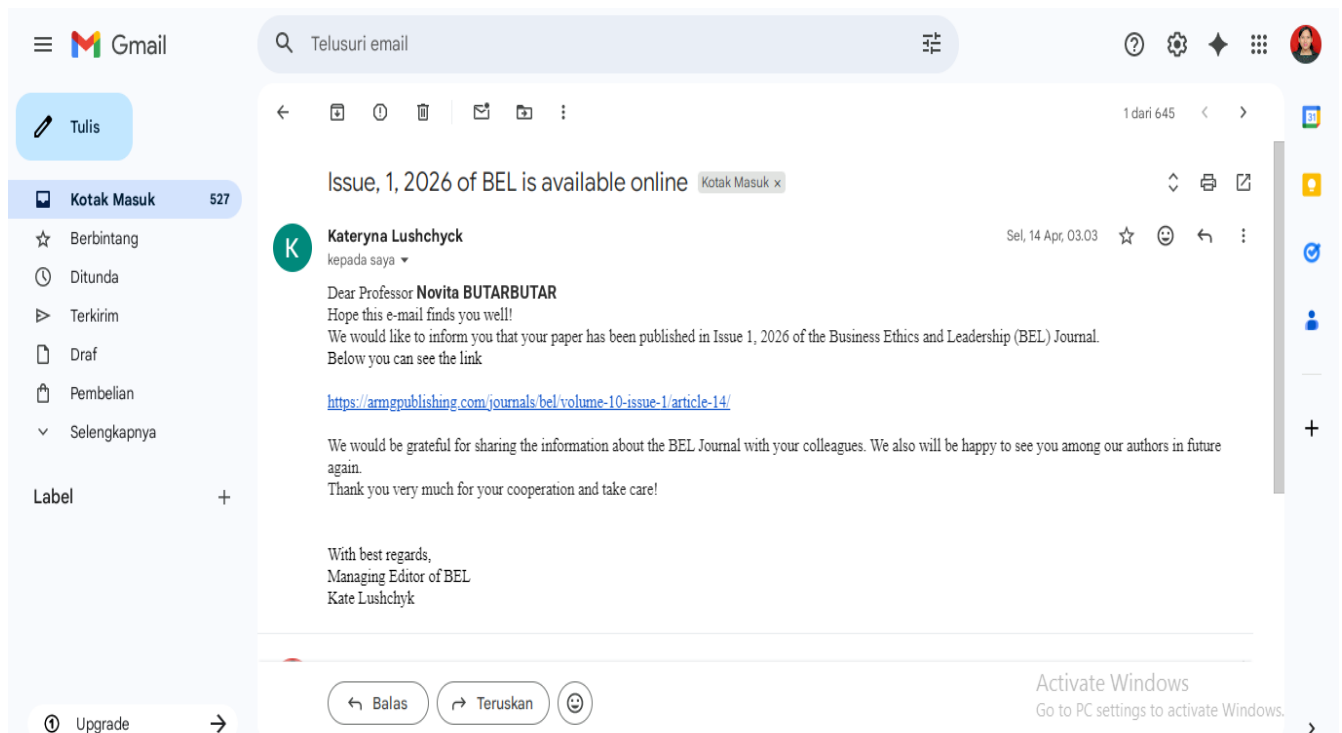 Gmail
Telusuri email
Tulis
1 dari 645
31
Kotak Masuk 527
Berbintang
Ditunda
Terkirim
Draf
Pembelian
Selengkapnya
Label
Upgrade
Issue, 1, 2026 of BEL is available online Kotak Masuk x
K
Kateryna Lushchyck
Sel, 14 Apr, 03.03
kepada saya
Dear Professor Novita BUTARBUTAR
Hope this e-mail finds you well!
We would like to inform you that your paper has been published in Issue 1, 2026 of the Business Ethics and Leadership (BEL) Journal.
Below you can see the link
https://armgpublishing.com/journals/bel/volume-10-issue-1/article-14/
We would be grateful for sharing the information about the BEL Journal with your colleagues. We also will be happy to see you among our authors in future
again.
Thank you very much for your cooperation and take care!
With best regards,
Managing Editor of BEL
Kate Lushchyk
Balas
Teruskan
Activate Windows
Go to PC settings to activate Windows.